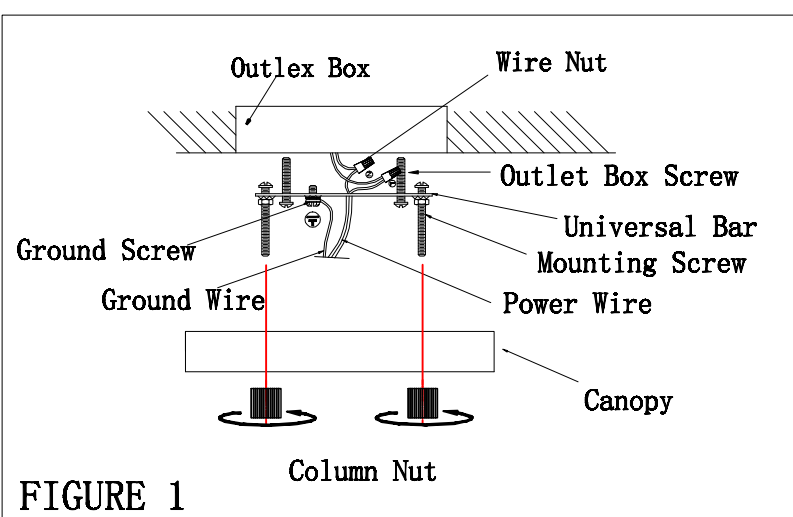 Outlex Box
Wire Nut
Outlet Box Screw
Universal Bar
Ground Screw
Mounting Screw
Ground Wire
Power Wire
Canopy
Column Nut
FIGURE 1